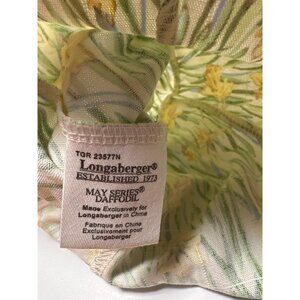 TGR 23577N
Longaberger®
ESTABLISHED 1973
MAY SERIES®
DAFFODIL
Made Exclusively for
Longaberger in China
Fabriqué en China
Exclusivement pour
Longaberger